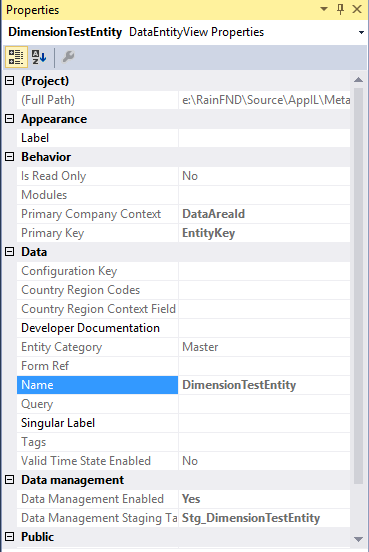 Properties
DimensionTestEntity DataEntityView Properties
(Project)
(Full Path) e:\RainFND\Source\AppIL\Meta
Appearance
Label
Behavior
Is Read Only No
Modules
Primary Company Context DataAreaId
Primary Key EntityKey
Data
Configuration Key
Country Region Codes
Country Region Context Field
Developer Documentation
Entity Category Master
Form Ref
Name DimensionTestEntity
Query
Singular Label
Tags
Valid Time State Enabled No
Data management
Data Management Enabled Yes
Data Management Staging Ta Stg_DimensionTestEntity
Public